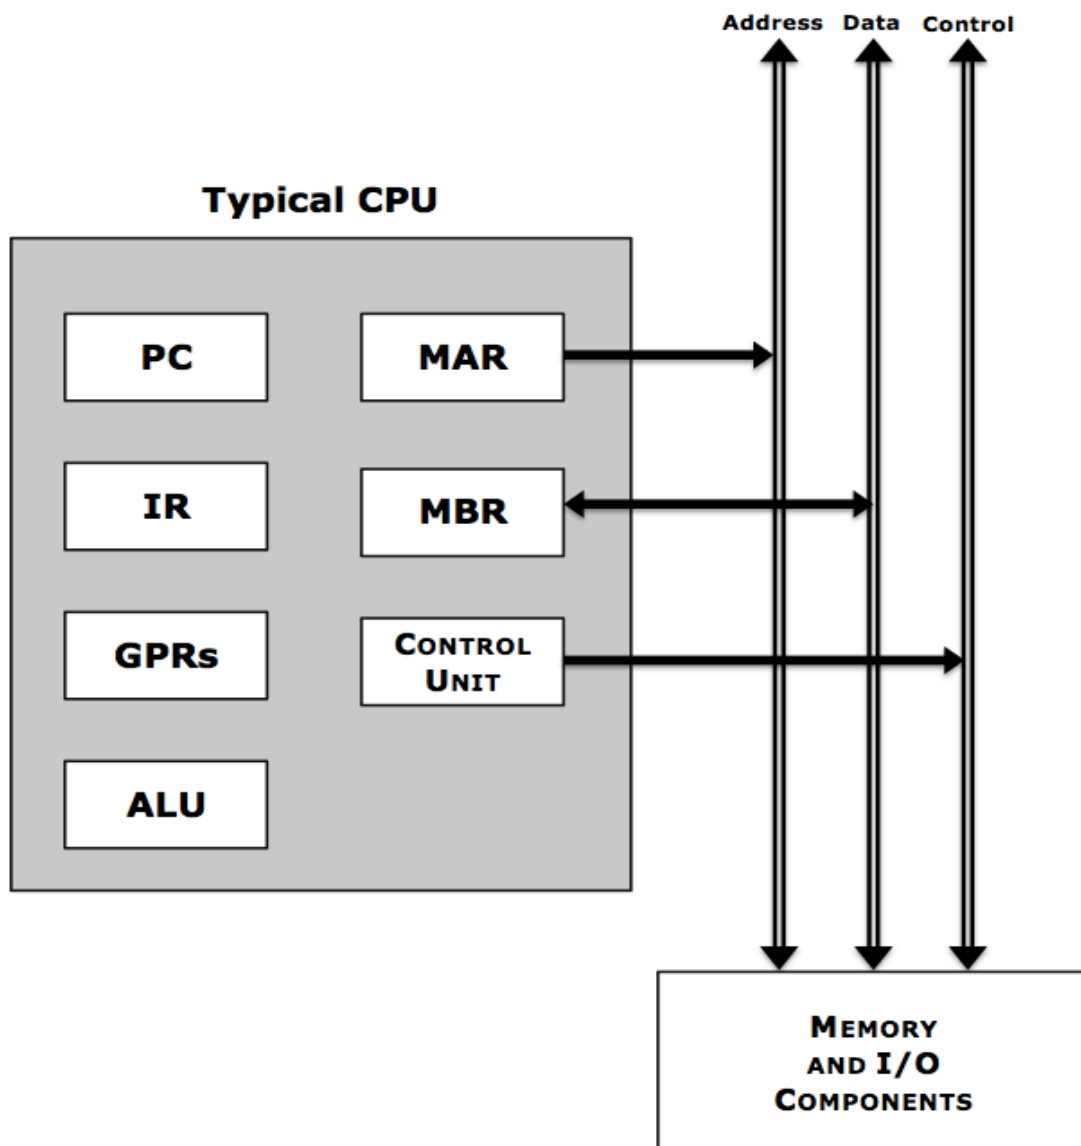 Address Data Control
Typical CPU
PC
MAR
IR
MBR
GPRs
CONTROL
UNIT
ALU
MEMORY
AND I/O
COMPONENTS